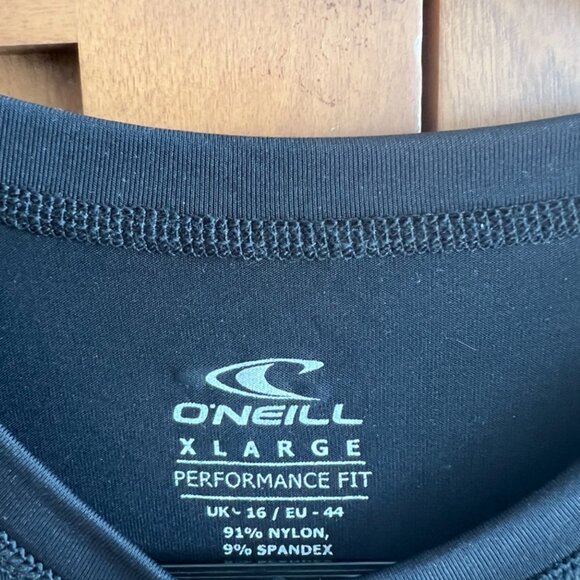 O'NEILL
XLARGE
PERFORMANCE FIT
UK - 16 / EU - 44
91% NYLON,
9% SPANDEX